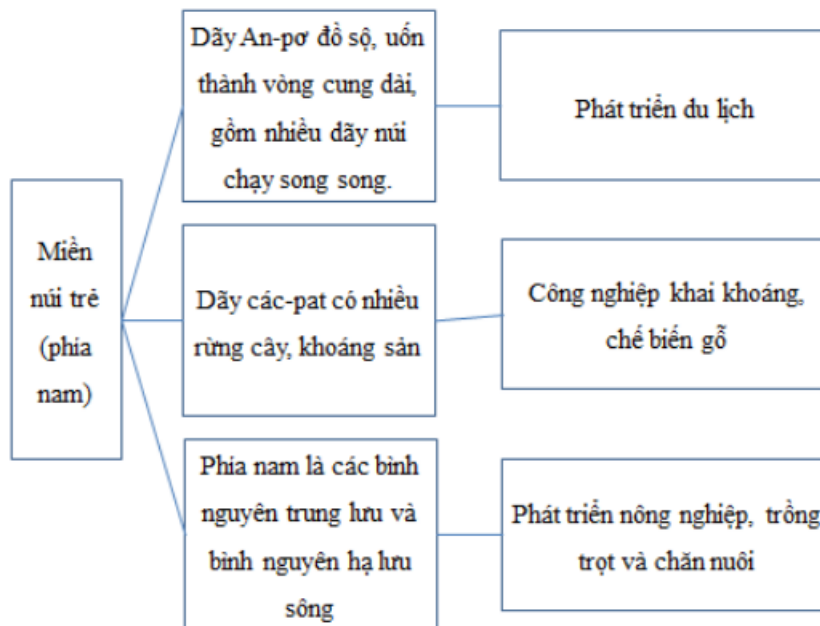 Miền
núi trẻ
(phía
nam)
Dãy An-pơ đồ sộ, uốn
thành vòng cung dài,
gồm nhiều dãy núi
chạy song song.
Phát triển du lịch
Dãy các-pat có nhiều
rừng cây, khoáng sản
Công nghiệp khai khoáng,
chế biến gỗ
Phía nam là các bình
nguyên trung lưu và
bình nguyên hạ lưu
sông
Phát triển nông nghiệp, trồng
trọt và chăn nuôi